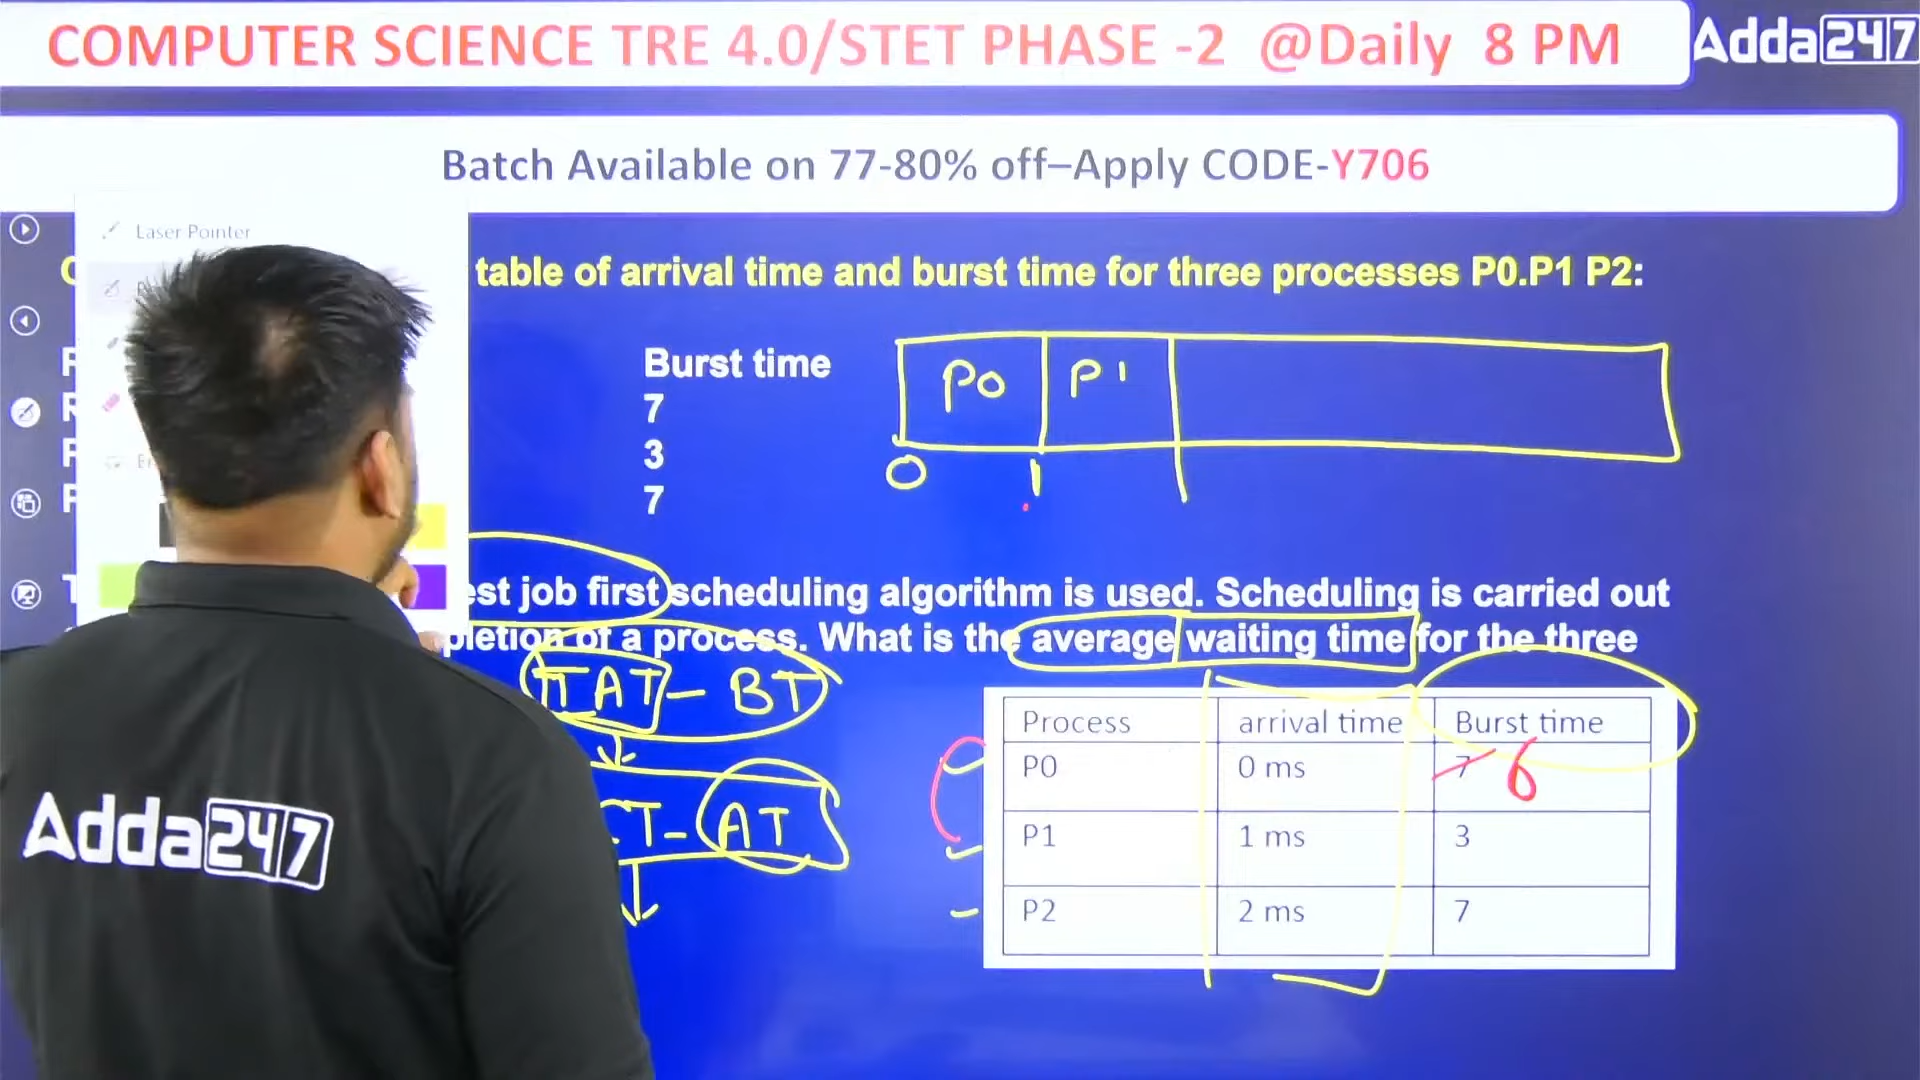 COMPUTER SCIENCE TRE 4.0/STET PHASE -2 @Daily 8 PM
Adda247
Batch Available on 77-80% off–Apply CODE-Y706
Laser Pointer
table of arrival time and burst time for three processes P0.P1 P2:
Burst time
7
3
7
P0 P1
0 1
job first scheduling algorithm is used. Scheduling is carried out
of a process. What is the average waiting time for the three
TAT - BT
CT - AT
Process arrival time Burst time
P0 0 ms 7 6
P1 1 ms 3
P2 2 ms 7
Adda247